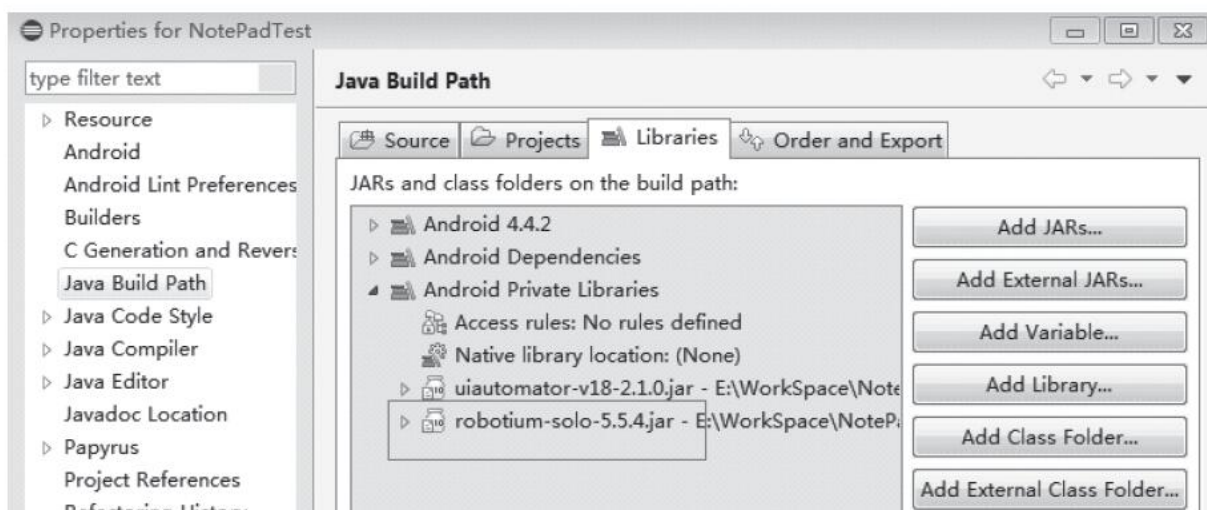 Properties for NotePadTest
type filter text
Resource
Android
Android Lint Preferences
Builders
C Generation and Revers
Java Build Path
Java Code Style
Java Compiler
Java Editor
Javadoc Location
Papyrus
Project References
Refactoring History
Java Build Path
Source
Projects
Libraries
Order and Export
JARs and class folders on the build path:
Android 4.4.2
Android Dependencies
Android Private Libraries
Access rules: No rules defined
Native library location: (None)
uiautomator-v18-2.1.0.jar - E:\WorkSpace\Note
robotium-solo-5.5.4.jar - E:\WorkSpace\NotePa
Add JARs...
Add External JARs...
Add Variable...
Add Library...
Add Class Folder...
Add External Class Folder...